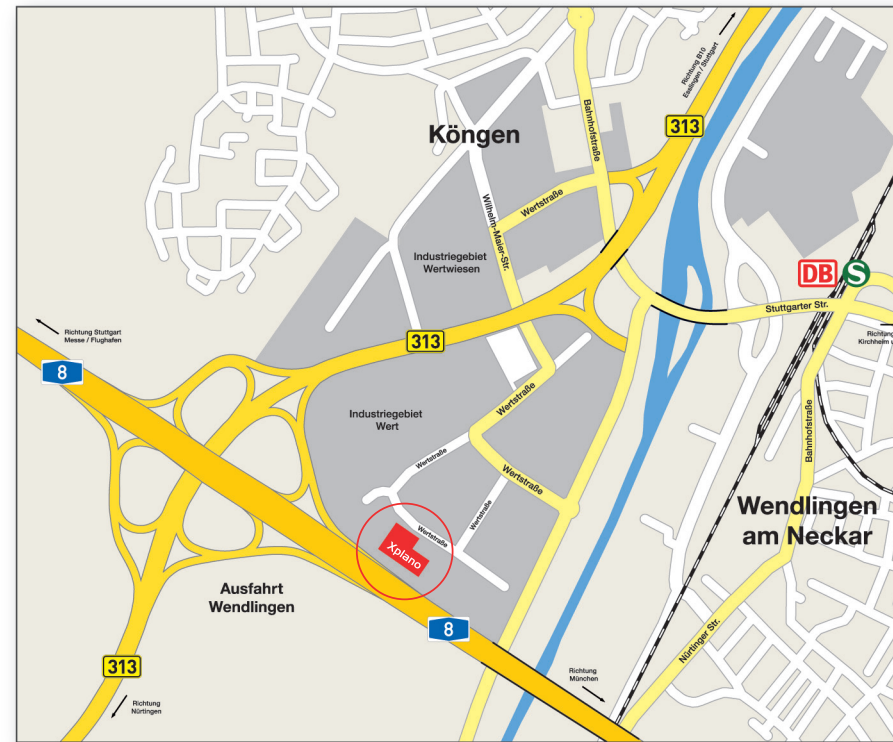 Richtung B10
Esslingen / Stuttgart
313
Köngen
Bahnhofstraße
Wertstraße
Wilhelm-Maier-Str.
Industriegebiet
Wertwiesen
DB
S
Stuttgarter Str.
Richtung Stuttgart
Messe / Flughafen
313
8
Kirchheim u
Industriegebiet
Wert
Wertstraße
Bahnhofstraße
Wertstraße
Wertstraße
Wertstraße
Wertstraße
Xplano
Wendlingen
am Neckar
Ausfahrt
Wendlingen
8
Nürtinger Str.
313
Richtung
München
Richtung
Nürtingen